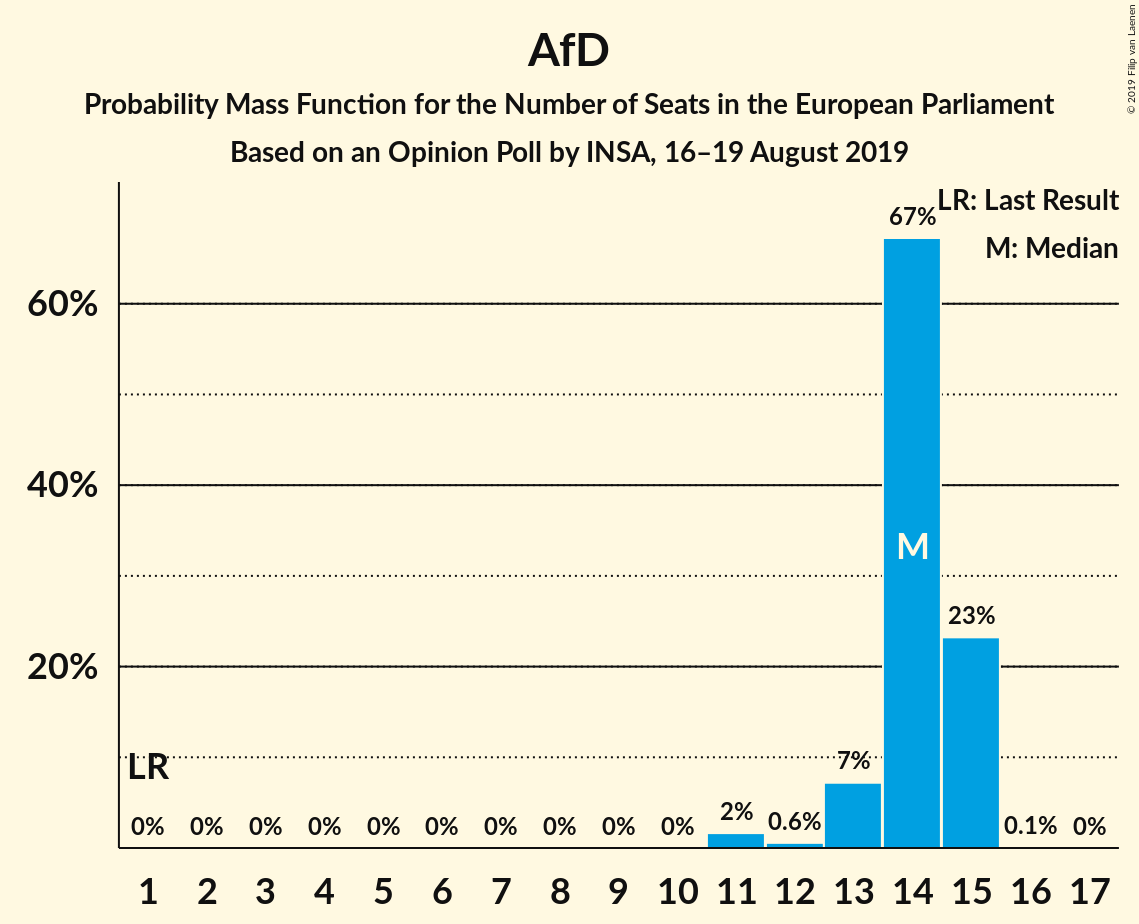 AfD
Probability Mass Function for the Number of Seats in the European Parliament
Based on an Opinion Poll by INSA, 16–19 August 2019
© 2019 Filip van Laenen
LR: Last Result
M: Median
60%
40%
20%
LR
M
0% 0% 0% 0% 0% 0% 0% 0% 0% 0% 2% 0.6% 7% 67% 23% 0.1% 0%
1 2 3 4 5 6 7 8 9 10 11 12 13 14 15 16 17